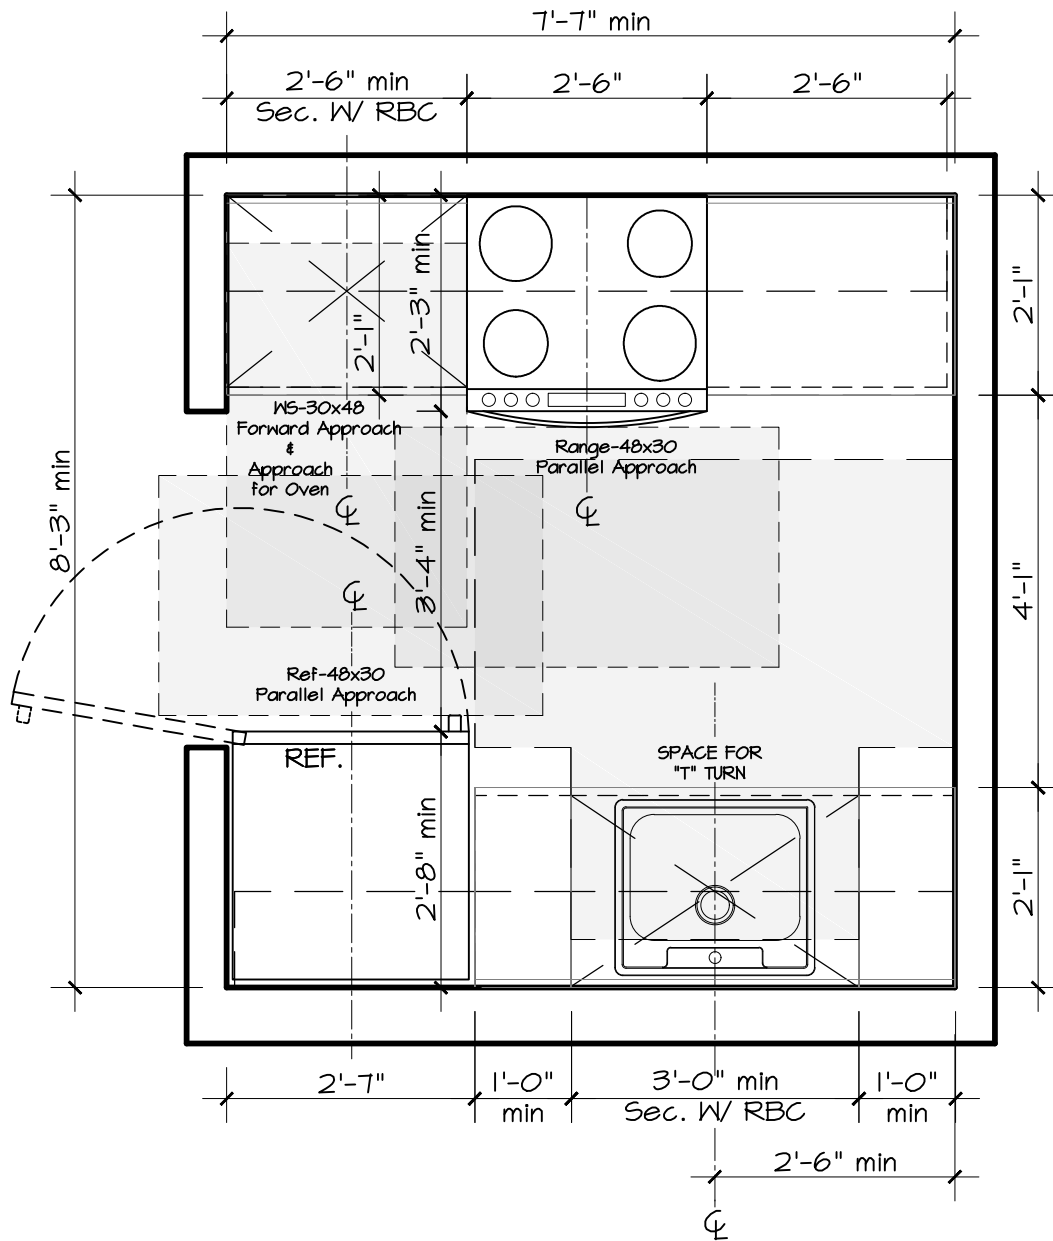 7'-7" min
2'-6" min
Sec. W/ RBC
2'-6"
2'-6"
2'-3" min
2'-1"
2'-1"
WS-30x48
Forward Approach
&
Approach
for Oven
Range-48x30
Parallel Approach
8'-3" min
℄
℄
3'-4" min
4'-1"
℄
Ref-48x30
Parallel Approach
REF.
SPACE FOR
"T" TURN
2'-8" min
2'-1"
2'-7"
1'-0"
min
3'-0" min
Sec. W/ RBC
1'-0"
min
2'-6" min
℄